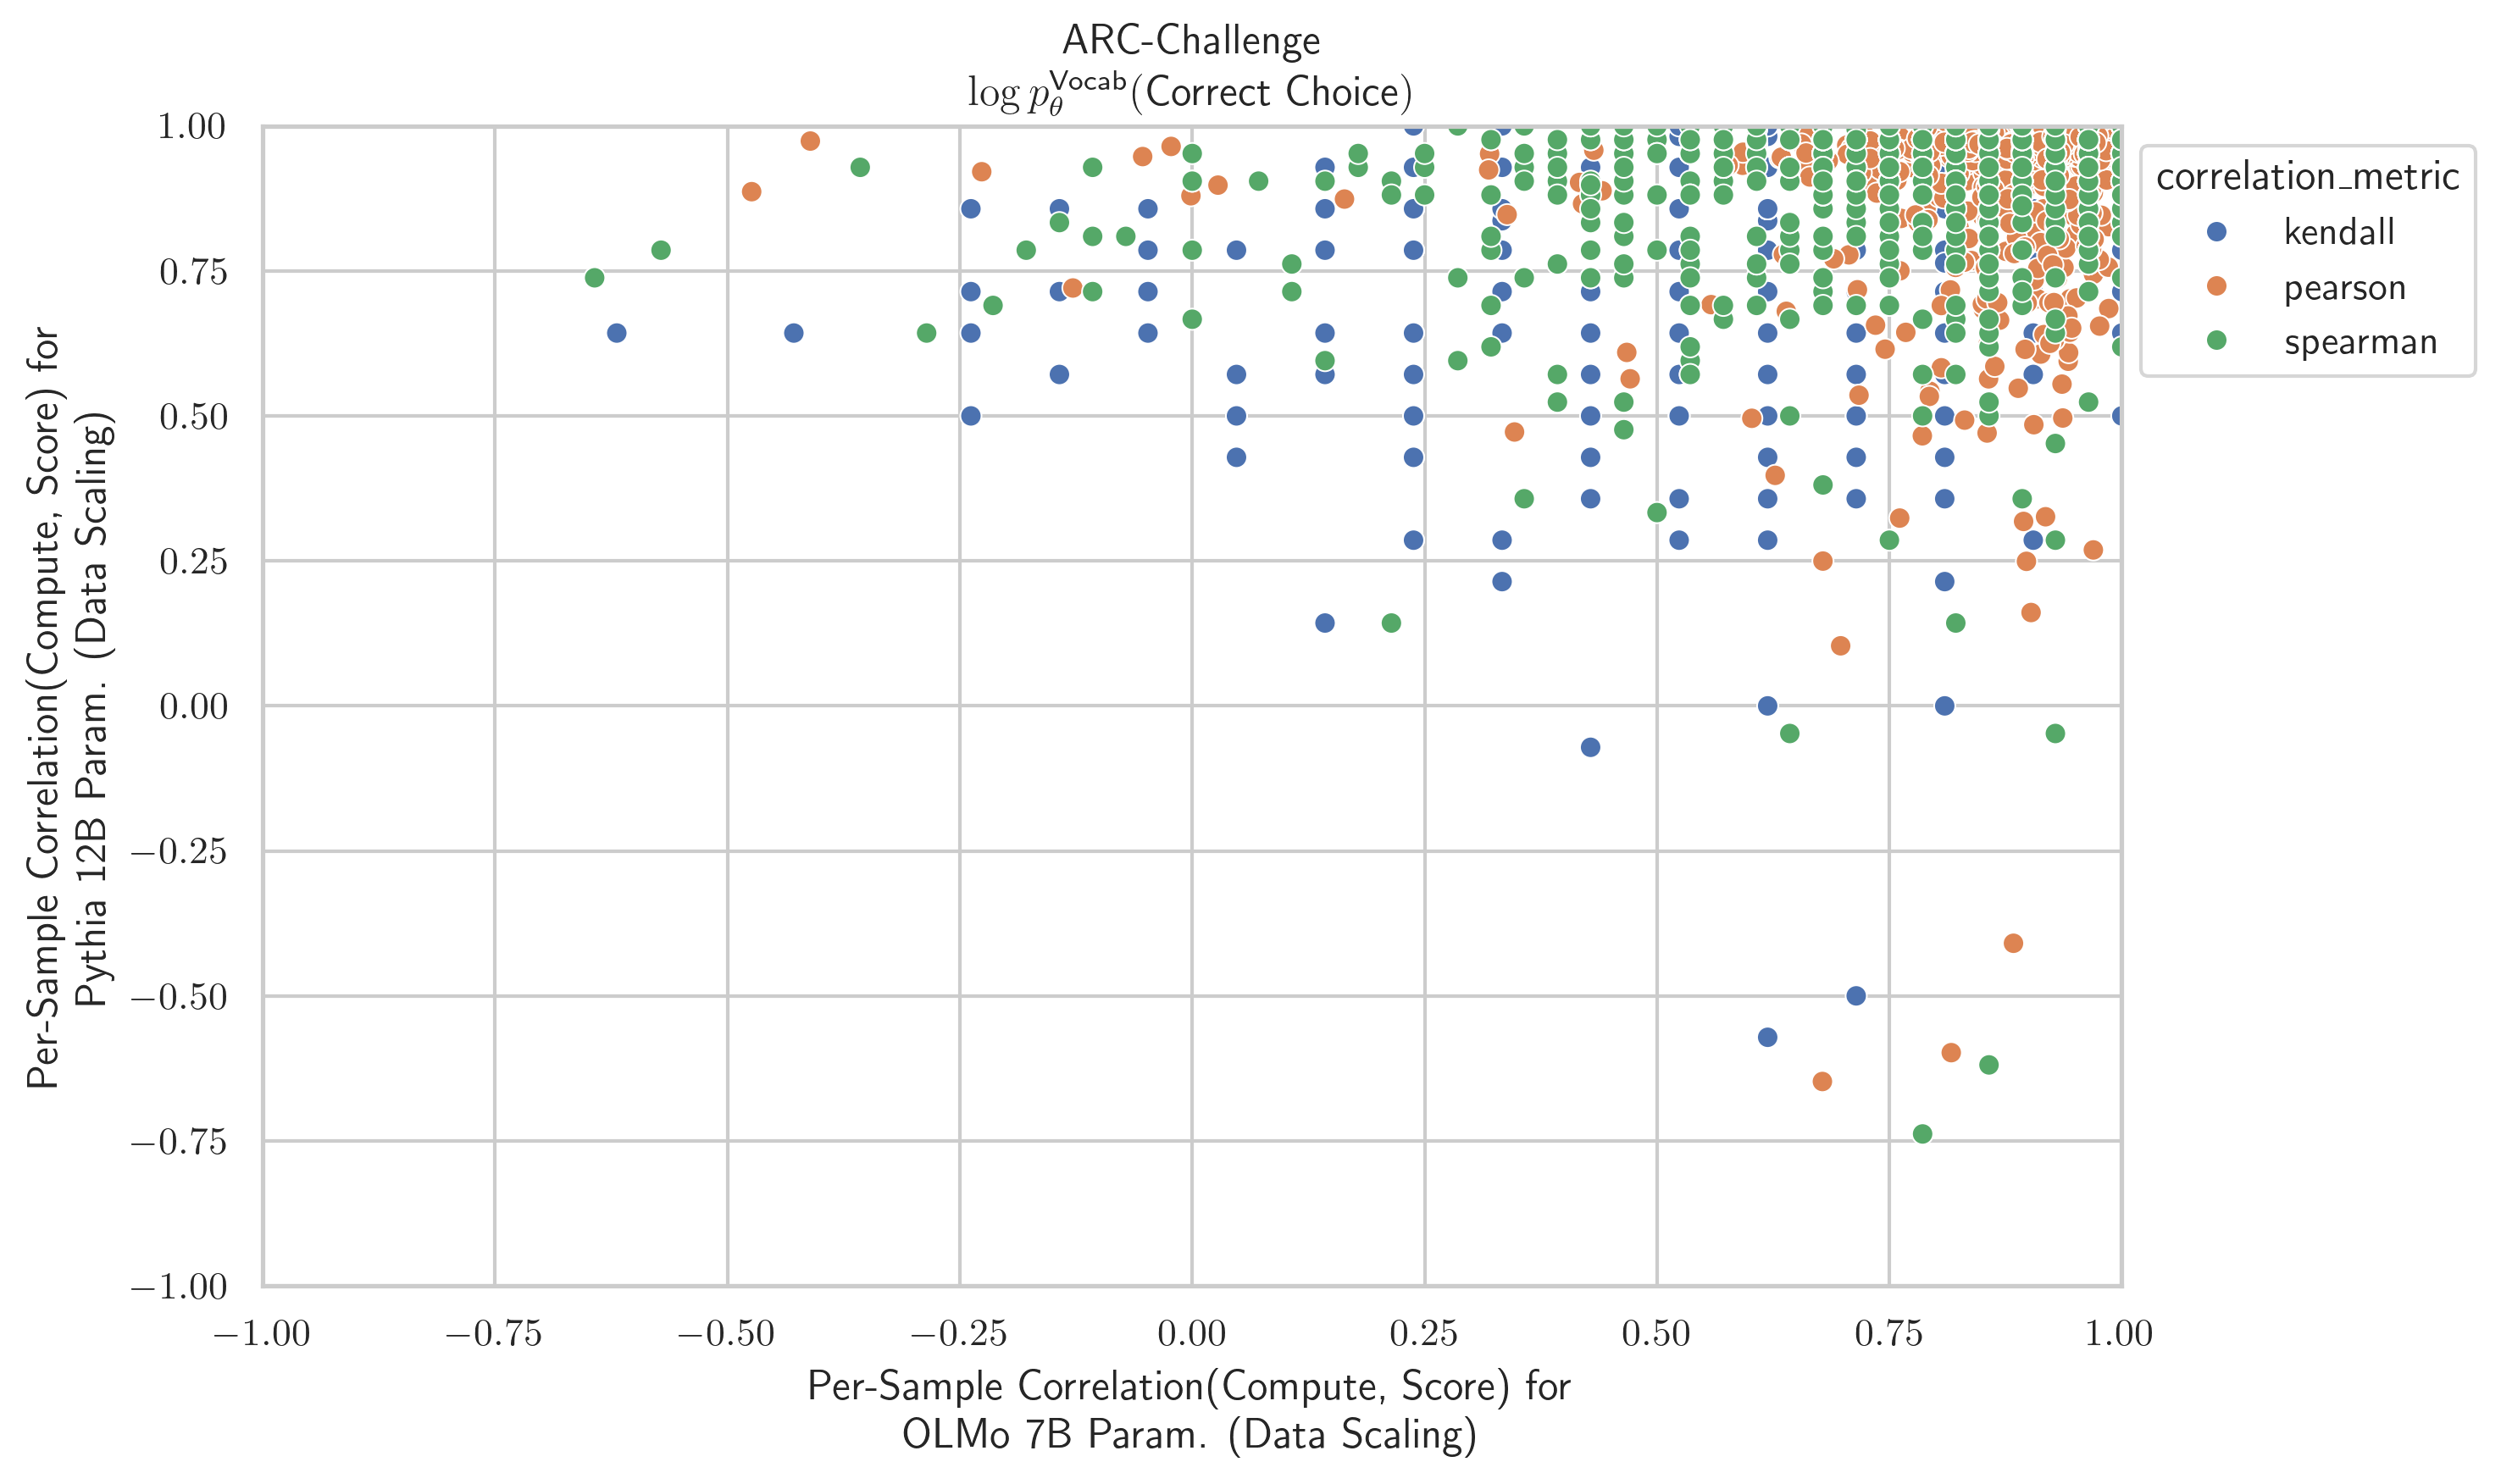 ARC-Challenge
log p_θ^Vocab(Correct Choice)
1.00
0.75
0.50
0.25
0.00
−0.25
−0.50
−0.75
−1.00
Per-Sample Correlation(Compute, Score) for
Pythia 12B Param. (Data Scaling)
−1.00 −0.75 −0.50 −0.25 0.00 0.25 0.50 0.75 1.00
Per-Sample Correlation(Compute, Score) for
OLMo 7B Param. (Data Scaling)
correlation_metric
kendall
pearson
spearman